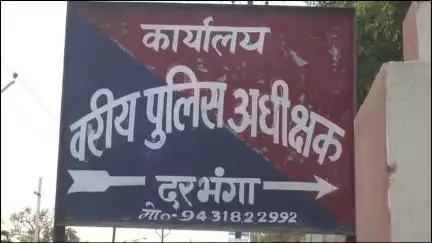 कार्यालय
वरीय पुलिस अधीक्षक
दरभंगा
मो०-9431822992